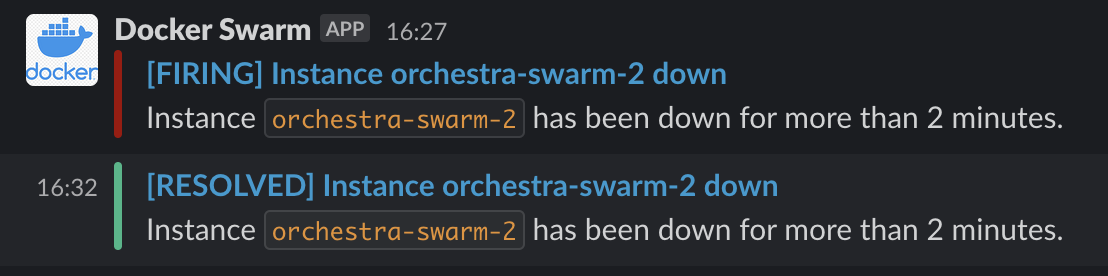 docker
Docker Swarm APP 16:27
[FIRING] Instance orchestra-swarm-2 down
Instance orchestra-swarm-2 has been down for more than 2 minutes.
16:32 [RESOLVED] Instance orchestra-swarm-2 down
Instance orchestra-swarm-2 has been down for more than 2 minutes.